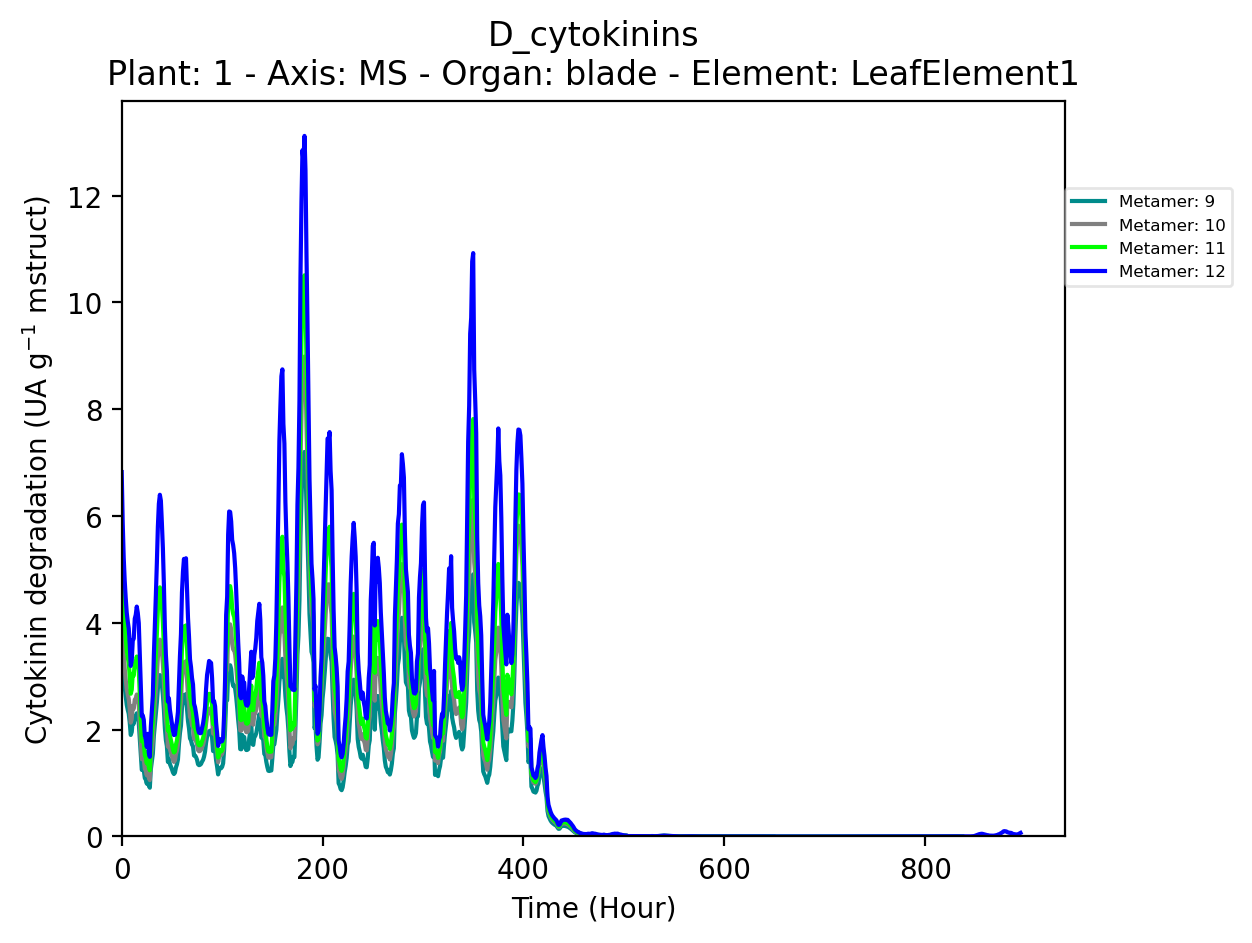 D_cytokinins
Plant: 1 - Axis: MS - Organ: blade - Element: LeafElement1
Cytokinin degradation (UA g⁻¹ mstruct)
12
10
8
6
4
2
0
0 200 400 600 800
Time (Hour)
Metamer: 9
Metamer: 10
Metamer: 11
Metamer: 12